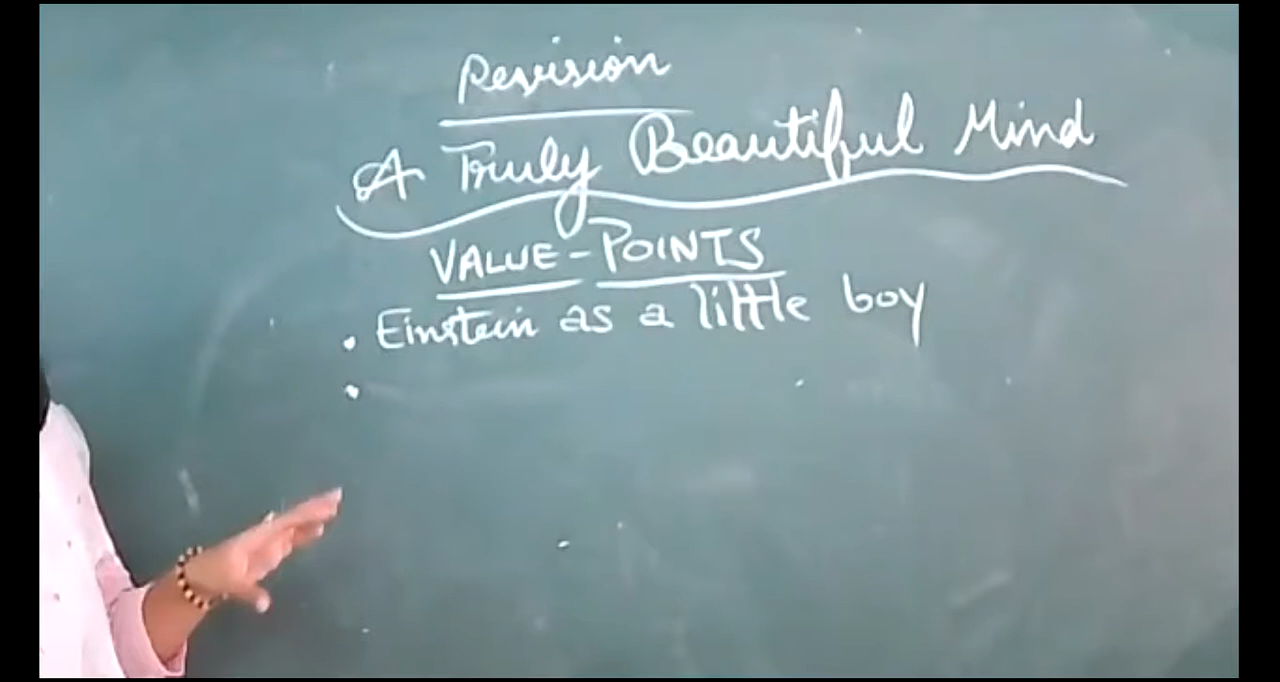 Revision
A Truly Beautiful Mind
VALUE-POINTS
• Einstein as a little boy
•